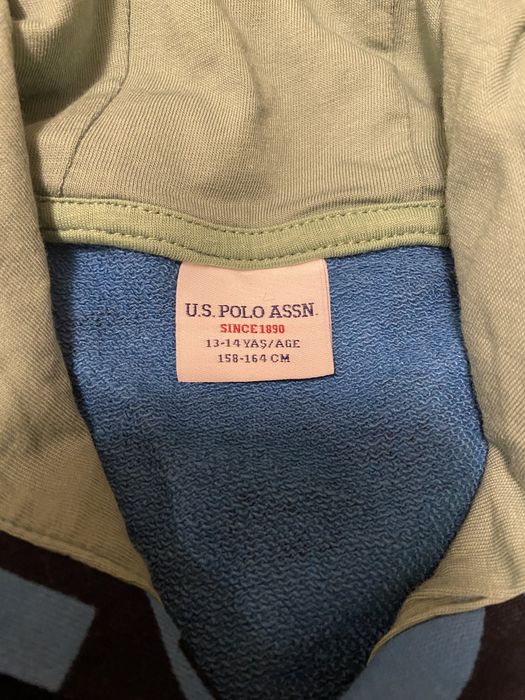 U.S. POLO ASSN.
SINCE 1890
13-14 YAŞ/AGE
158-164 CM